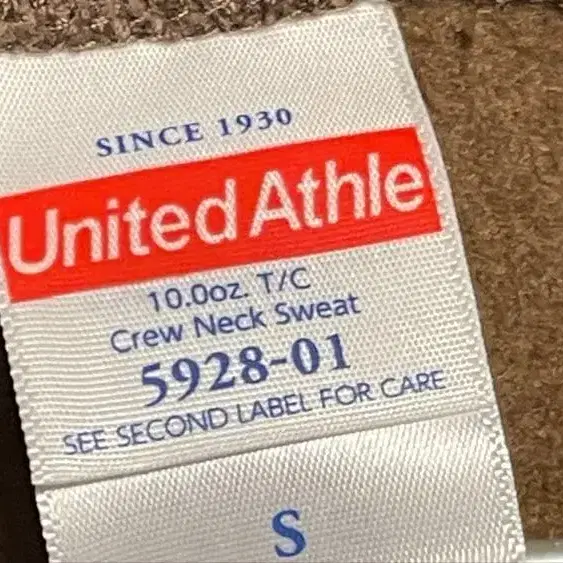 SINCE 1930
United Athle
10.0oz. T/C
Crew Neck Sweat
5928-01
SEE SECOND LABEL FOR CARE
S